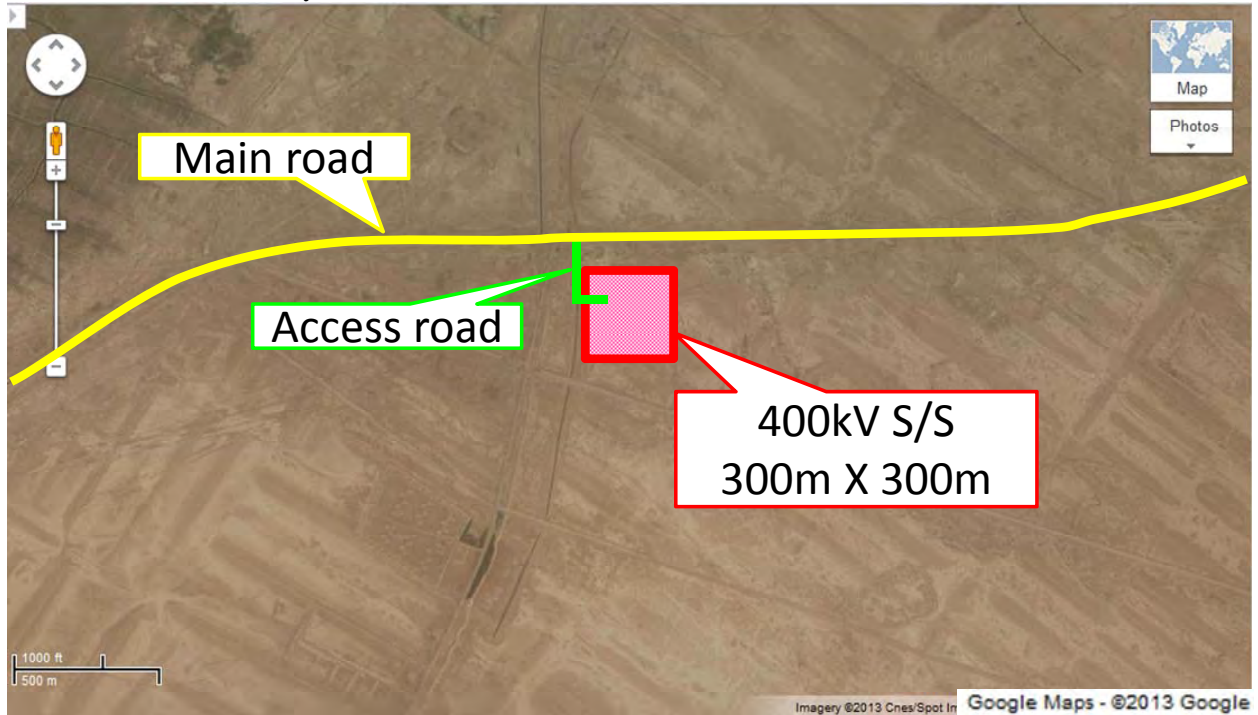 Map
Photos
Main road
Access road
400kV S/S
300m X 300m
1000 ft
500 m
Imagery ©2013 Cnes/Spot Im
Google Maps - ©2013 Google